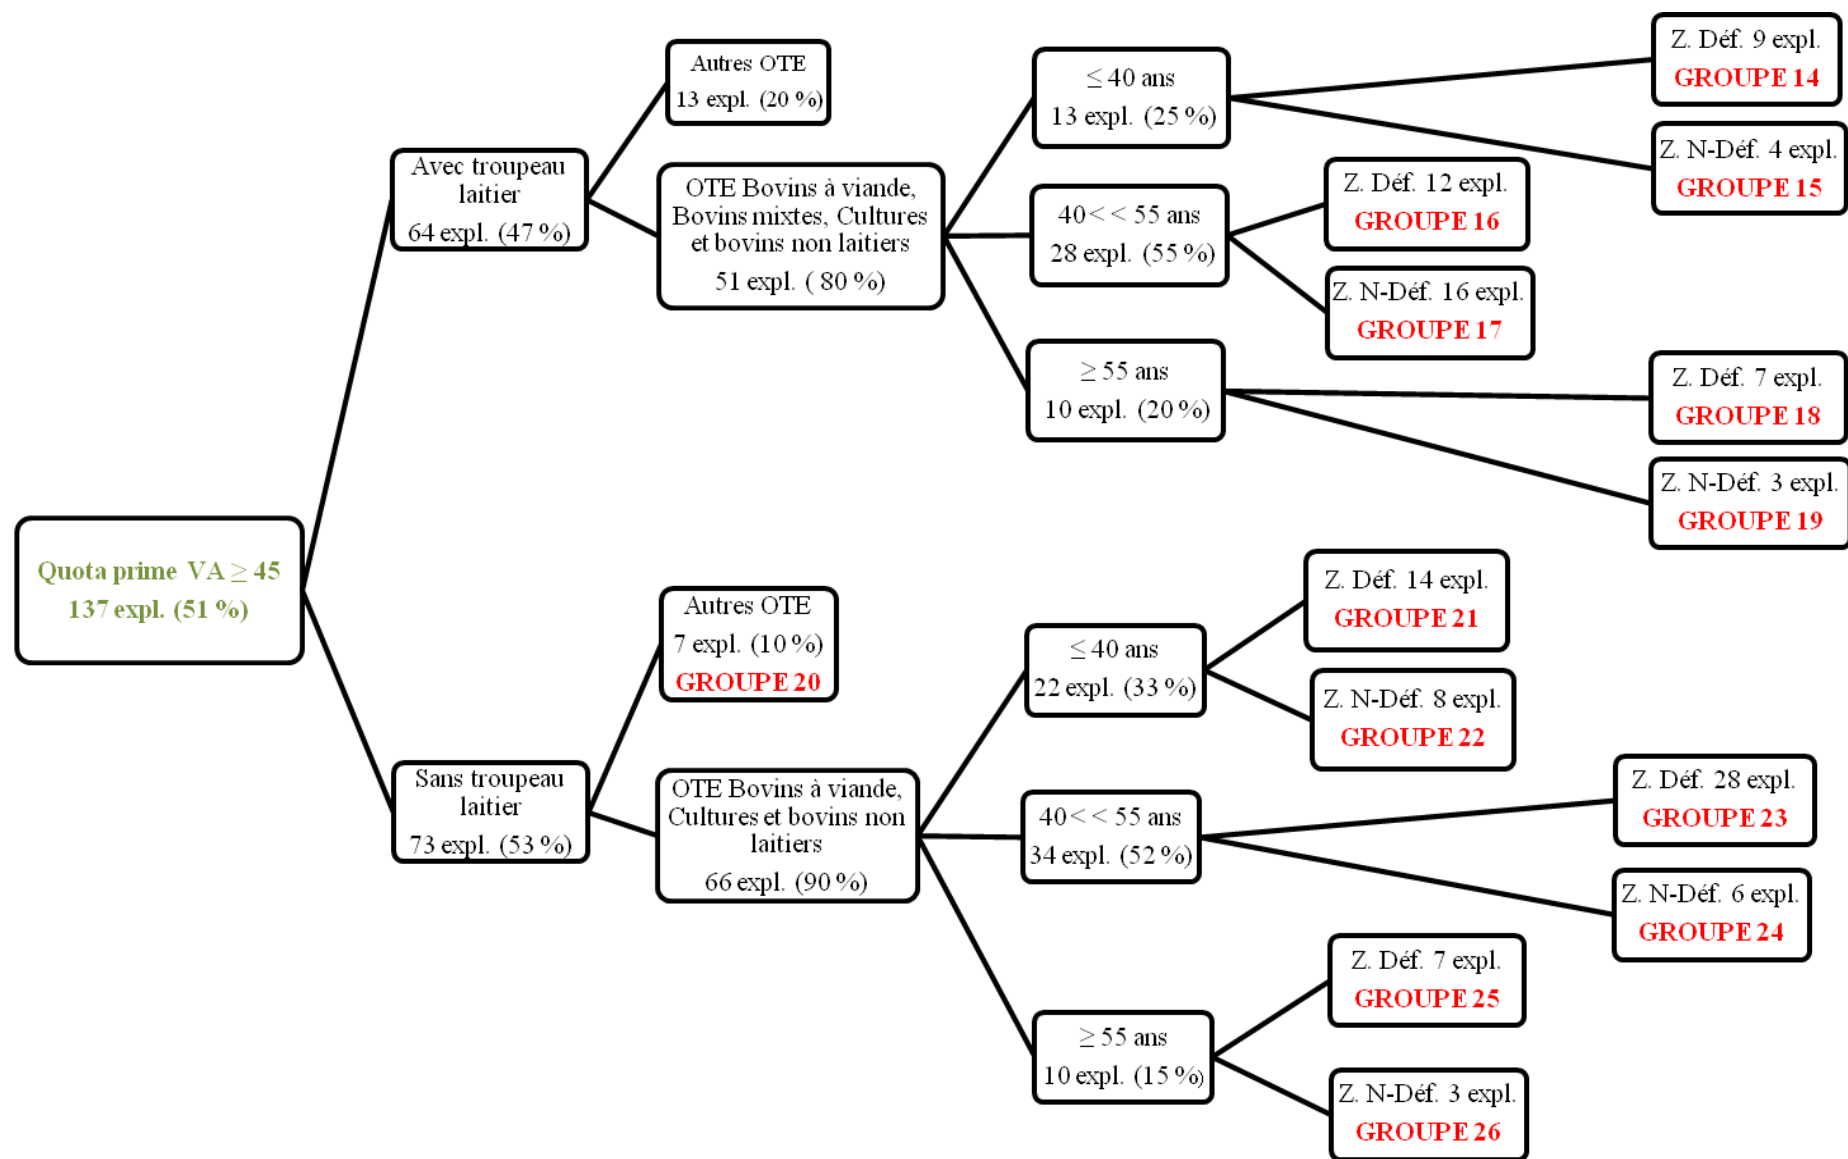 Quota prime VA ≥ 45
137 expl. (51 %)
Avec troupeau
laitier
64 expl. (47 %)
Autres OTE
13 expl. (20 %)
OTE Bovins à viande,
Bovins mixtes, Cultures
et bovins non laitiers
51 expl. ( 80 %)
≤ 40 ans
13 expl. (25 %)
Z. Déf. 9 expl.
GROUPE 14
Z. N-Déf. 4 expl.
GROUPE 15
40 < < 55 ans
28 expl. (55 %)
Z. Déf. 12 expl.
GROUPE 16
Z. N-Déf. 16 expl.
GROUPE 17
≥ 55 ans
10 expl. (20 %)
Z. Déf. 7 expl.
GROUPE 18
Z. N-Déf. 3 expl.
GROUPE 19
Sans troupeau
laitier
73 expl. (53 %)
Autres OTE
7 expl. (10 %)
GROUPE 20
OTE Bovins à viande,
Cultures et bovins non
laitiers
66 expl. (90 %)
≤ 40 ans
22 expl. (33 %)
Z. Déf. 14 expl.
GROUPE 21
Z. N-Déf. 8 expl.
GROUPE 22
40 < < 55 ans
34 expl. (52 %)
Z. Déf. 28 expl.
GROUPE 23
Z. N-Déf. 6 expl.
GROUPE 24
≥ 55 ans
10 expl. (15 %)
Z. Déf. 7 expl.
GROUPE 25
Z. N-Déf. 3 expl.
GROUPE 26